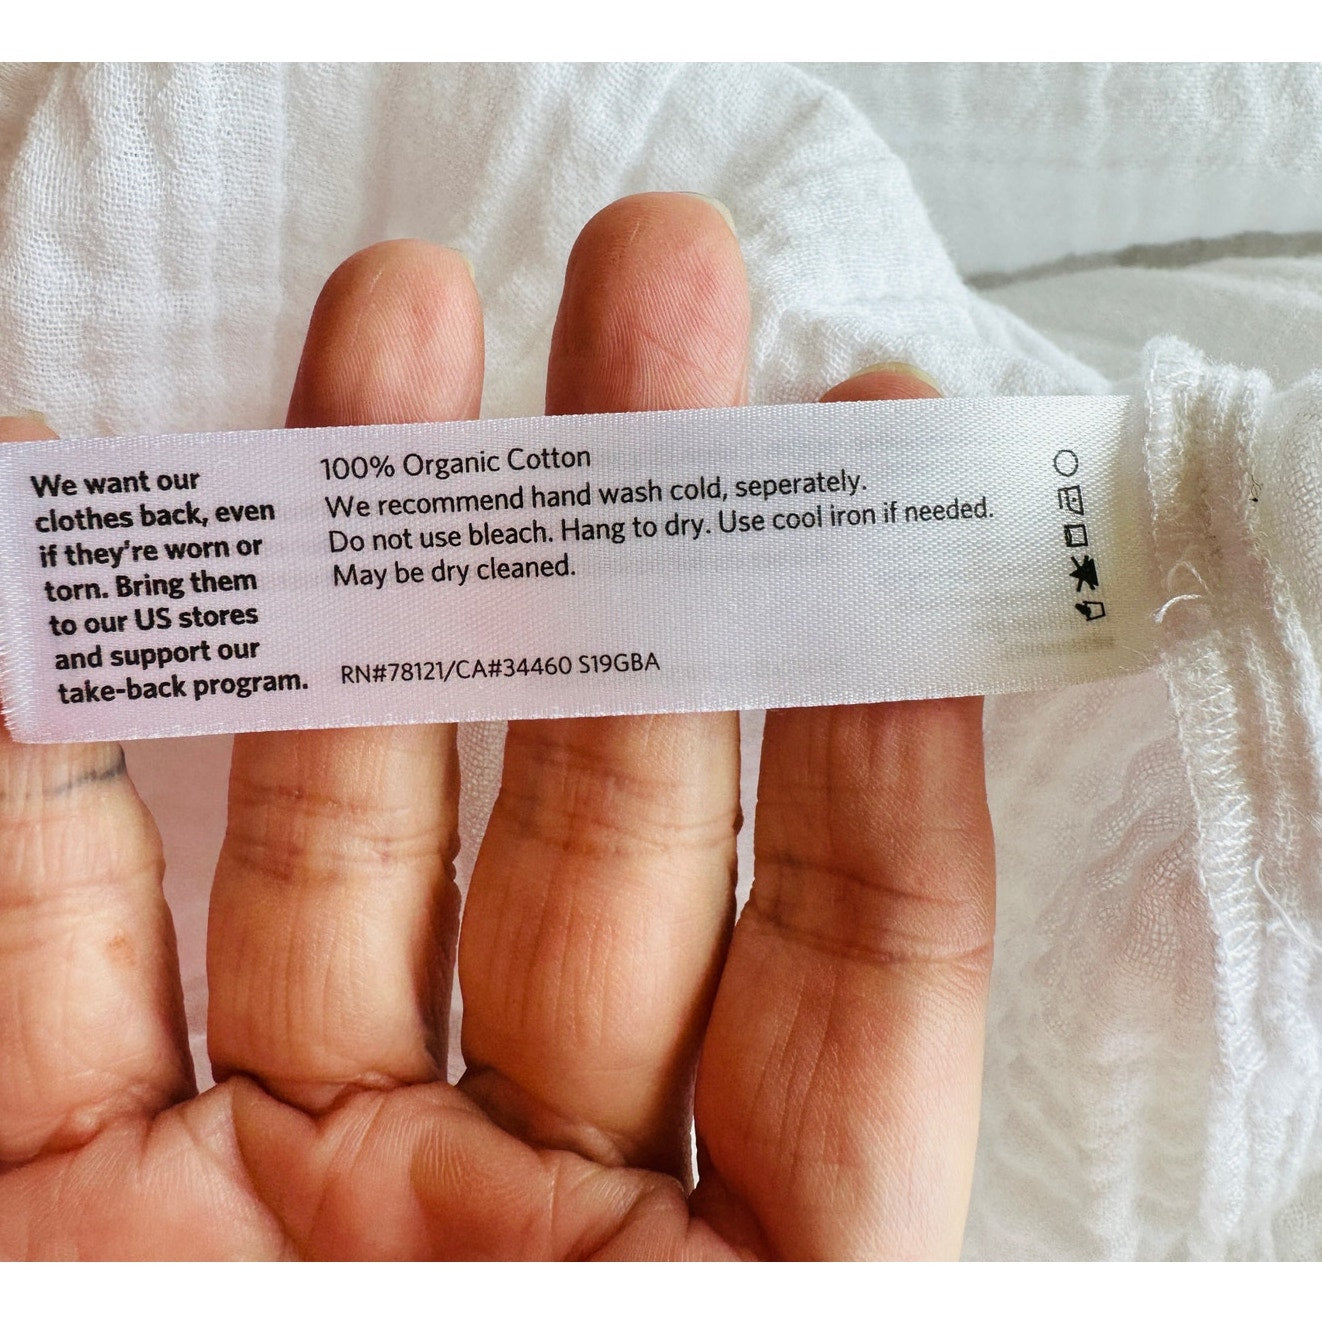 We want our
clothes back, even
if they're worn or
torn. Bring them
to our US stores
and support our
take-back program.
100% Organic Cotton
We recommend hand wash cold, seperately.
Do not use bleach. Hang to dry. Use cool iron if needed.
May be dry cleaned.
RN#78121/CA#34460 S19GBA